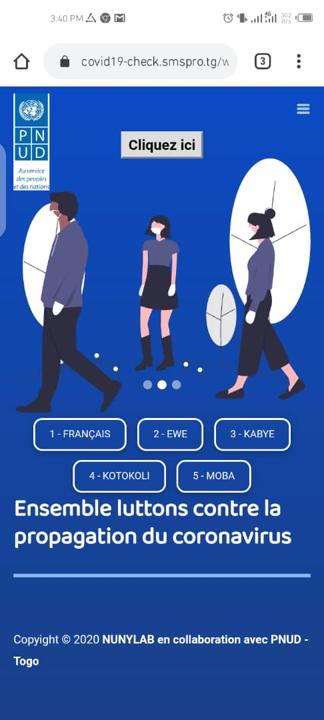 3:40 PM
covid19-check.smspro.tg/w
3
P N
U D
Au service
des peuples
et des nations
Cliquez ici
1 - FRANÇAIS
2 - EWE
3 - KABYE
4 - KOTOKOLI
5 - MOBA
Ensemble luttons contre la
propagation du coronavirus
Copyright © 2020 NUNYLAB en collaboration avec PNUD -
Togo